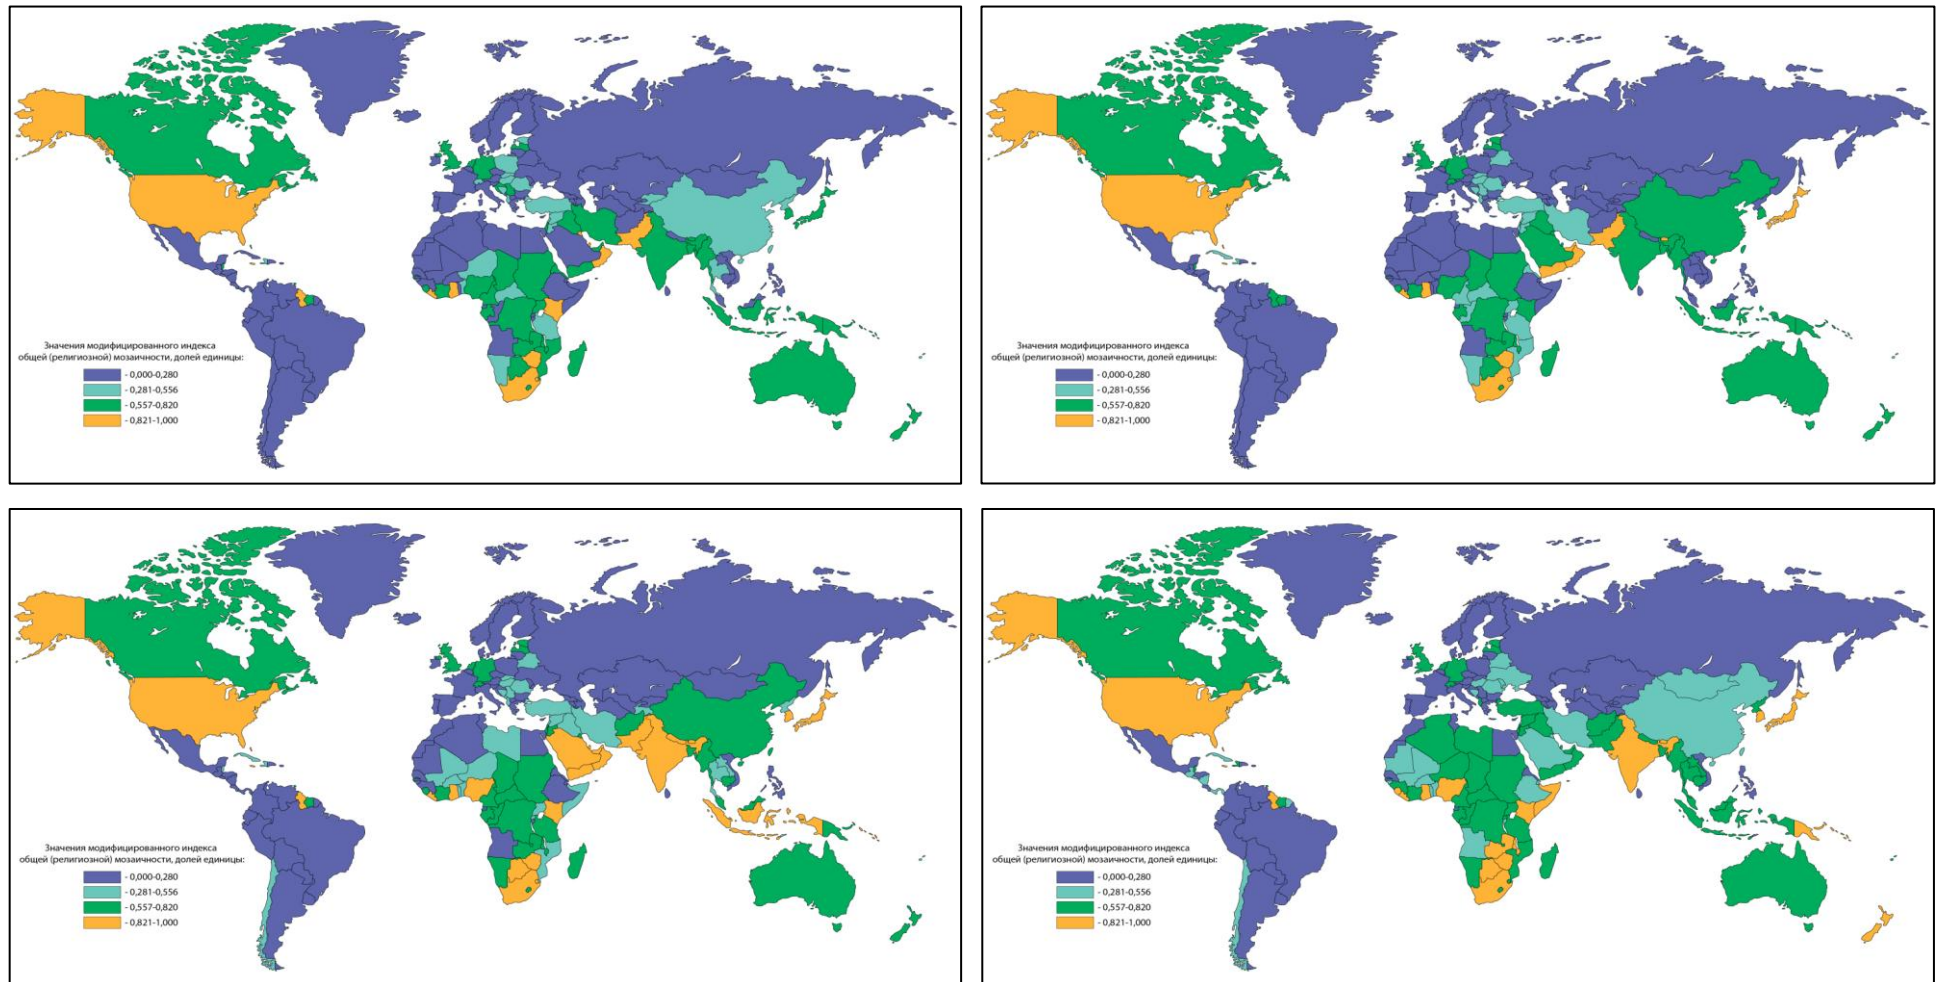 Значения модифицированного индекса
общей (религиозной) мозаичности, долей единицы:
- 0,000-0,280
- 0,281-0,556
- 0,557-0,820
- 0,821-1,000
Значения модифицированного индекса
общей (религиозной) мозаичности, долей единицы:
- 0,000-0,280
- 0,281-0,556
- 0,557-0,820
- 0,821-1,000
Значения модифицированного индекса
общей (религиозной) мозаичности, долей единицы:
- 0,000-0,280
- 0,281-0,556
- 0,557-0,820
- 0,821-1,000
Значения модифицированного индекса
общей (религиозной) мозаичности, долей единицы:
- 0,000-0,280
- 0,281-0,556
- 0,557-0,820
- 0,821-1,000